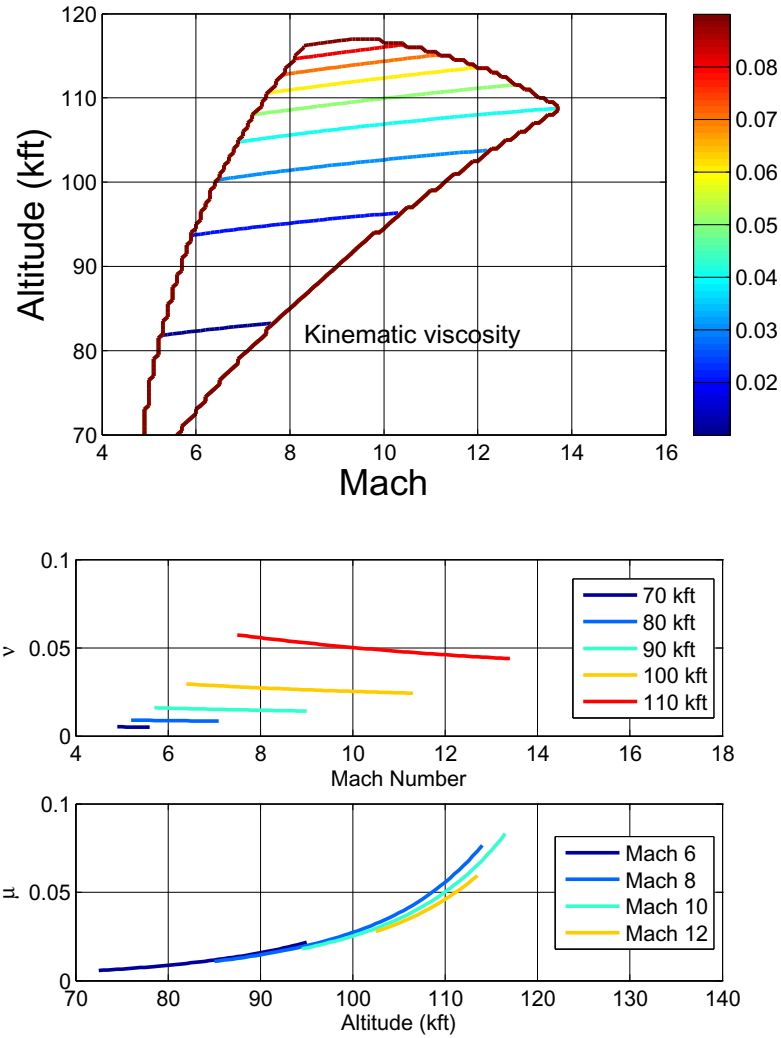 120
110
100
90
80
70
Altitude (kft)
Kinematic viscosity
4 6 8 10 12 14 16
Mach
0.08
0.07
0.06
0.05
0.04
0.03
0.02
0.1
0.05
0
ν
70 kft
80 kft
90 kft
100 kft
110 kft
4 6 8 10 12 14 16 18
Mach Number
0.1
0.05
0
μ
Mach 6
Mach 8
Mach 10
Mach 12
70 80 90 100 110 120 130 140
Altitude (kft)